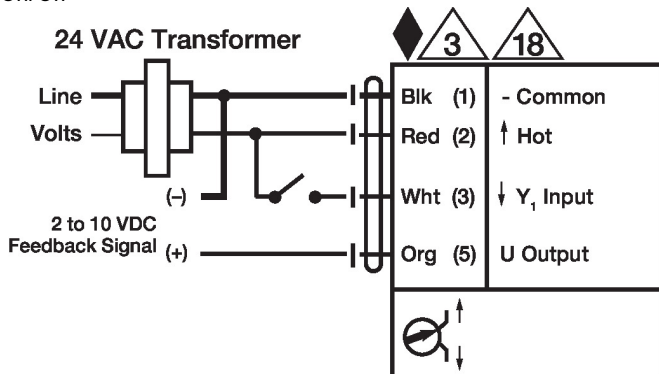 24 VAC Transformer
3
18
Line
Blk (1)
- Common
Volts
Red (2)
Hot
(–)
Wht (3)
Y1 Input
2 to 10 VDC
Feedback Signal (+)
Org (5)
U Output